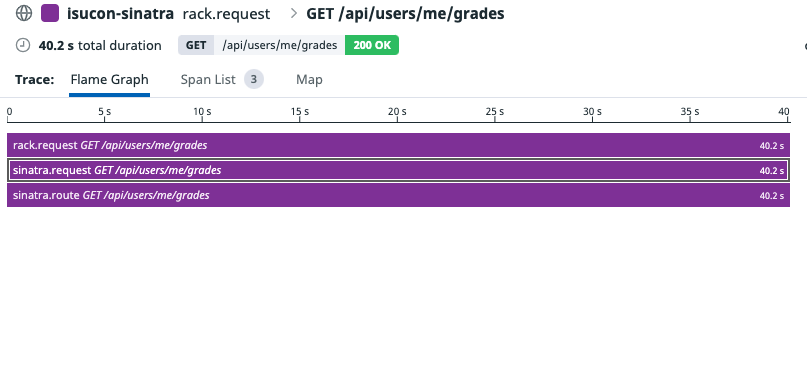 isucon-sinatra rack.request > GET /api/users/me/grades
40.2 s total duration GET /api/users/me/grades 200 OK
Trace: Flame Graph Span List 3 Map
0 5 s 10 s 15 s 20 s 25 s 30 s 35 s 40
rack.request GET /api/users/me/grades 40.2 s
sinatra.request GET /api/users/me/grades 40.2 s
sinatra.route GET /api/users/me/grades 40.2 s